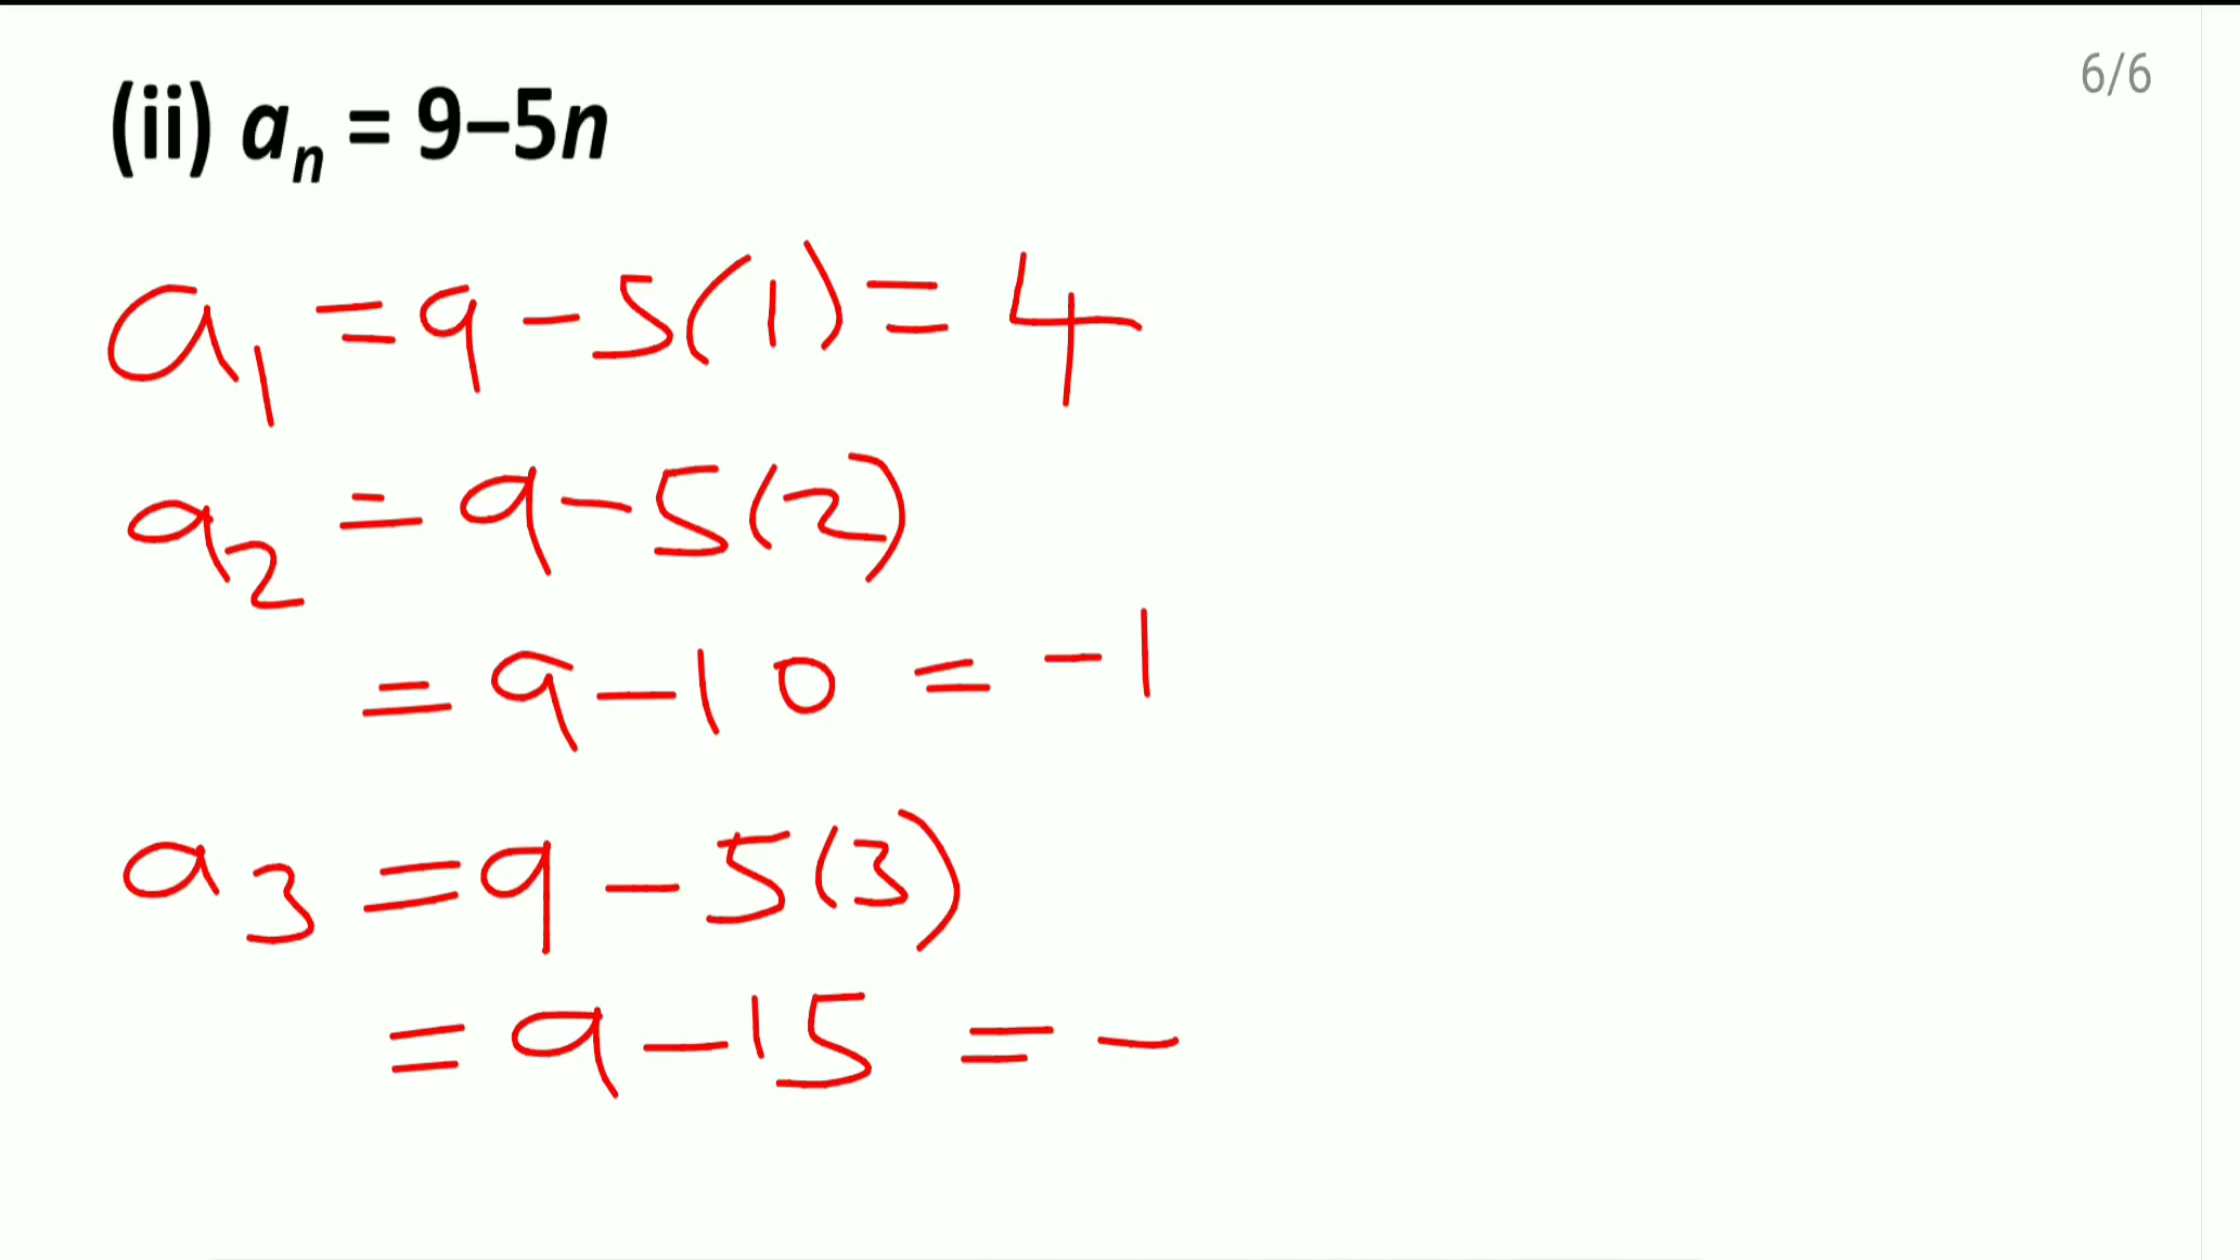 6/6
(ii) aₙ = 9–5n
a₁ = 9 - 5(1) = 4
a₂ = 9 - 5(2)
= 9 - 10 = -1
a₃ = 9 - 5(3)
= 9 - 15 = -